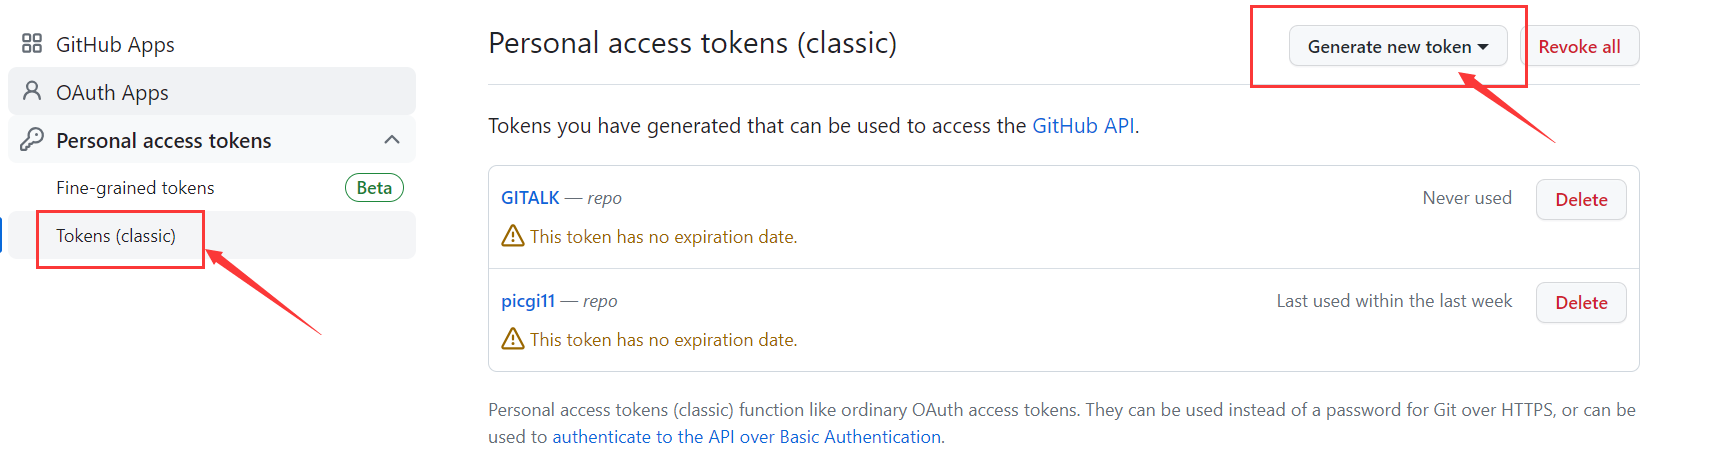 GitHub Apps
OAuth Apps
Personal access tokens
Fine-grained tokens Beta
Tokens (classic)
Personal access tokens (classic)
Generate new token
Revoke all
Tokens you have generated that can be used to access the GitHub API.
GITALK — repo
Never used
Delete
This token has no expiration date.
picgi11 — repo
Last used within the last week
Delete
This token has no expiration date.
Personal access tokens (classic) function like ordinary OAuth access tokens. They can be used instead of a password for Git over HTTPS, or can be
used to authenticate to the API over Basic Authentication.